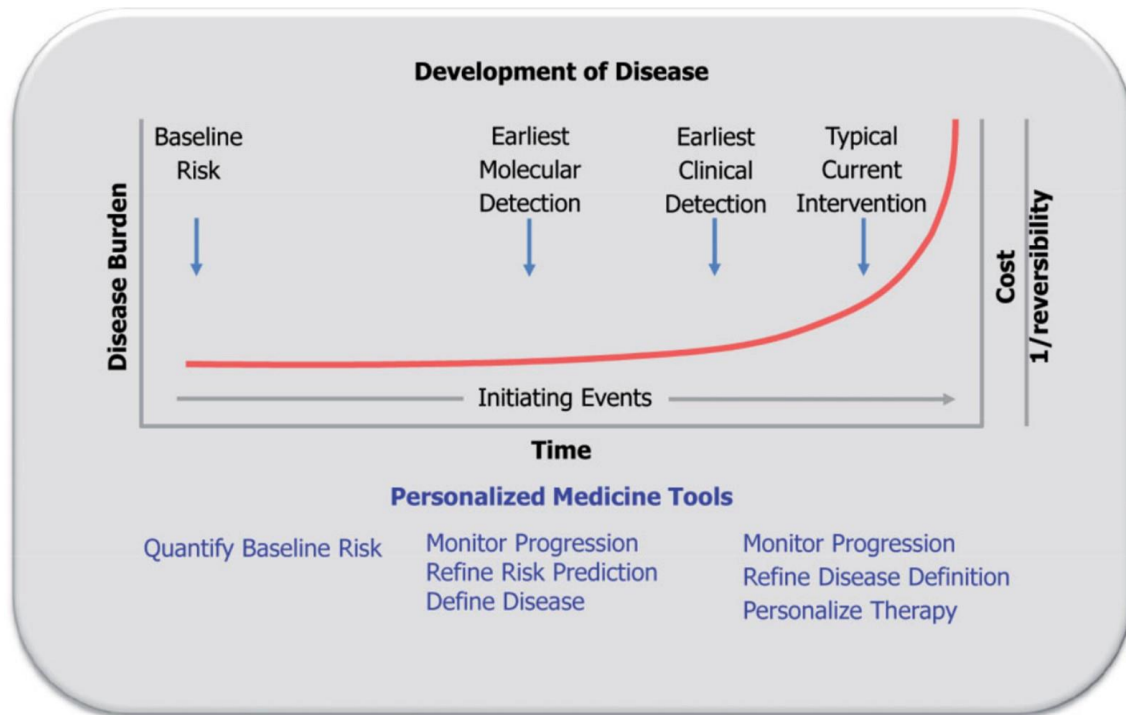 Development of Disease
Baseline
Risk
Earliest
Molecular
Detection
Earliest
Clinical
Detection
Typical
Current
Intervention
Disease Burden
Cost
1/reversibility
Initiating Events
Time
Personalized Medicine Tools
Quantify Baseline Risk
Monitor Progression
Refine Risk Prediction
Define Disease
Monitor Progression
Refine Disease Definition
Personalize Therapy